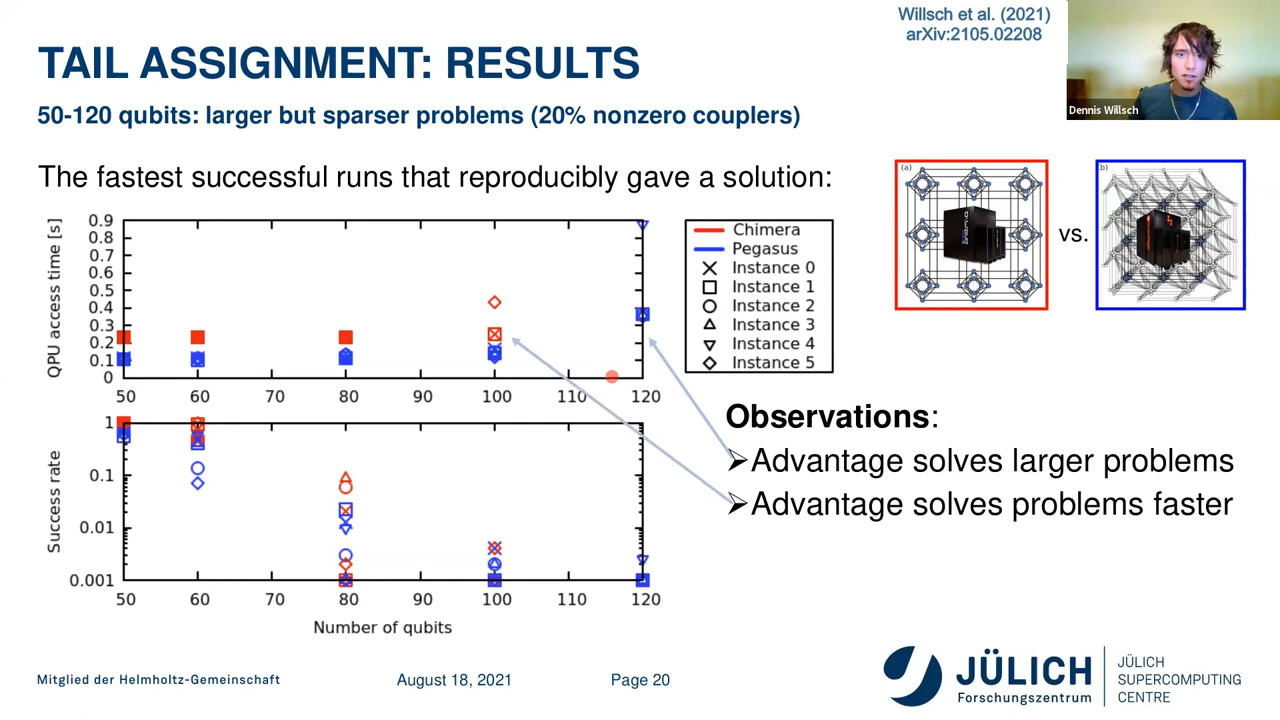 Willsch et al. (2021)
arXiv:2105.02208
Dennis Willsch
TAIL ASSIGNMENT: RESULTS
50-120 qubits: larger but sparser problems (20% nonzero couplers)
The fastest successful runs that reproducibly gave a solution:
(a)
b)
vs.
QPU access time [s]
0.9
0.8
0.7
0.6
0.5
0.4
0.3
0.2
0.1
0
50 60 70 80 90 100 110 120
Chimera
Pegasus
Instance 0
Instance 1
Instance 2
Instance 3
Instance 4
Instance 5
Success rate
1
0.1
0.01
0.001
50 60 70 80 90 100 110 120
Number of qubits
Observations:
➢Advantage solves larger problems
➢Advantage solves problems faster
Mitglied der Helmholtz-Gemeinschaft
August 18, 2021
Page 20
JÜLICH
Forschungszentrum
JÜLICH
SUPERCOMPUTING
CENTRE